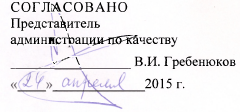 СОГЛАСОВАНО
Представитель
администрации по качеству
В.И. Гребенюков
«24» апреля 2015 г.